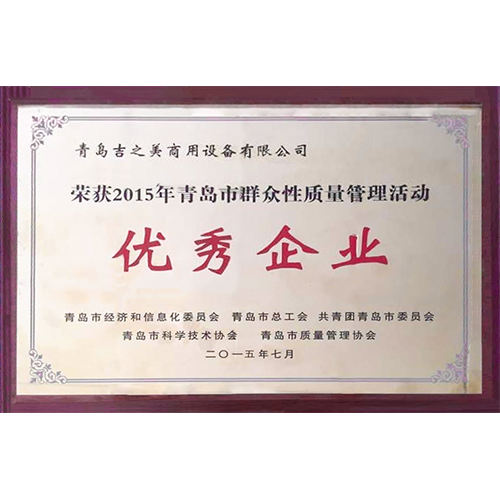 青岛吉之美商用设备有限公司
荣获2015年青岛市群众性质量管理活动
优秀企业
青岛市经济和信息化委员会 青岛市总工会 共青团青岛市委员会
青岛市科学技术协会 青岛市质量管理协会
二〇一五年七月